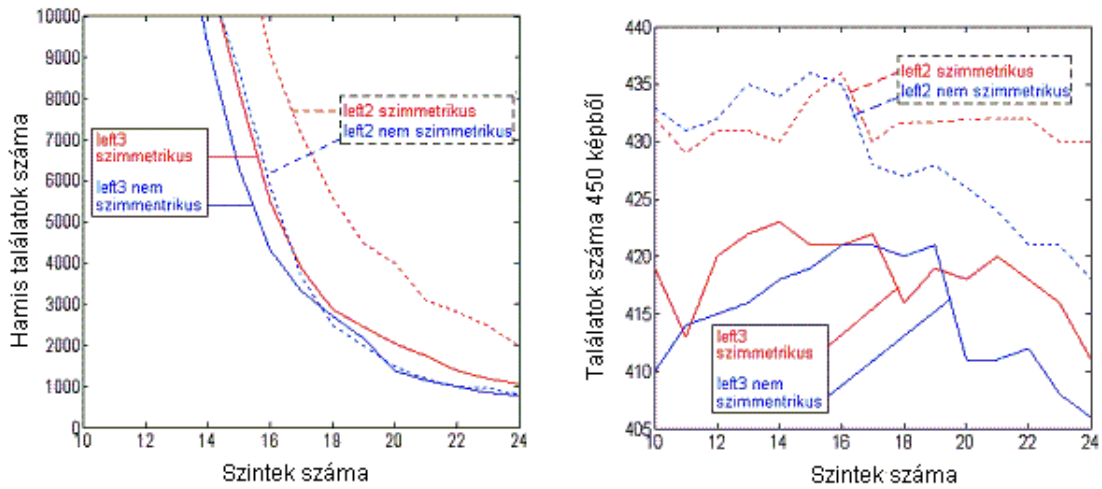 Hamis találatok száma
10000
9000
8000
7000
6000
5000
4000
3000
2000
1000
0
left2 szimmetrikus
left2 nem szimmetrikus
left3
szimmetrikus
left3 nem
szimmentrikus
10 12 14 16 18 20 22 24
Szintek száma
Találatok száma 450 képből
440
435
430
425
420
415
410
405
left2 szimmetrikus
left2 nem szimmetrikus
left3
szimmetrikus
left3 nem
szimmentrikus
10 12 14 16 18 20 22 24
Szintek száma